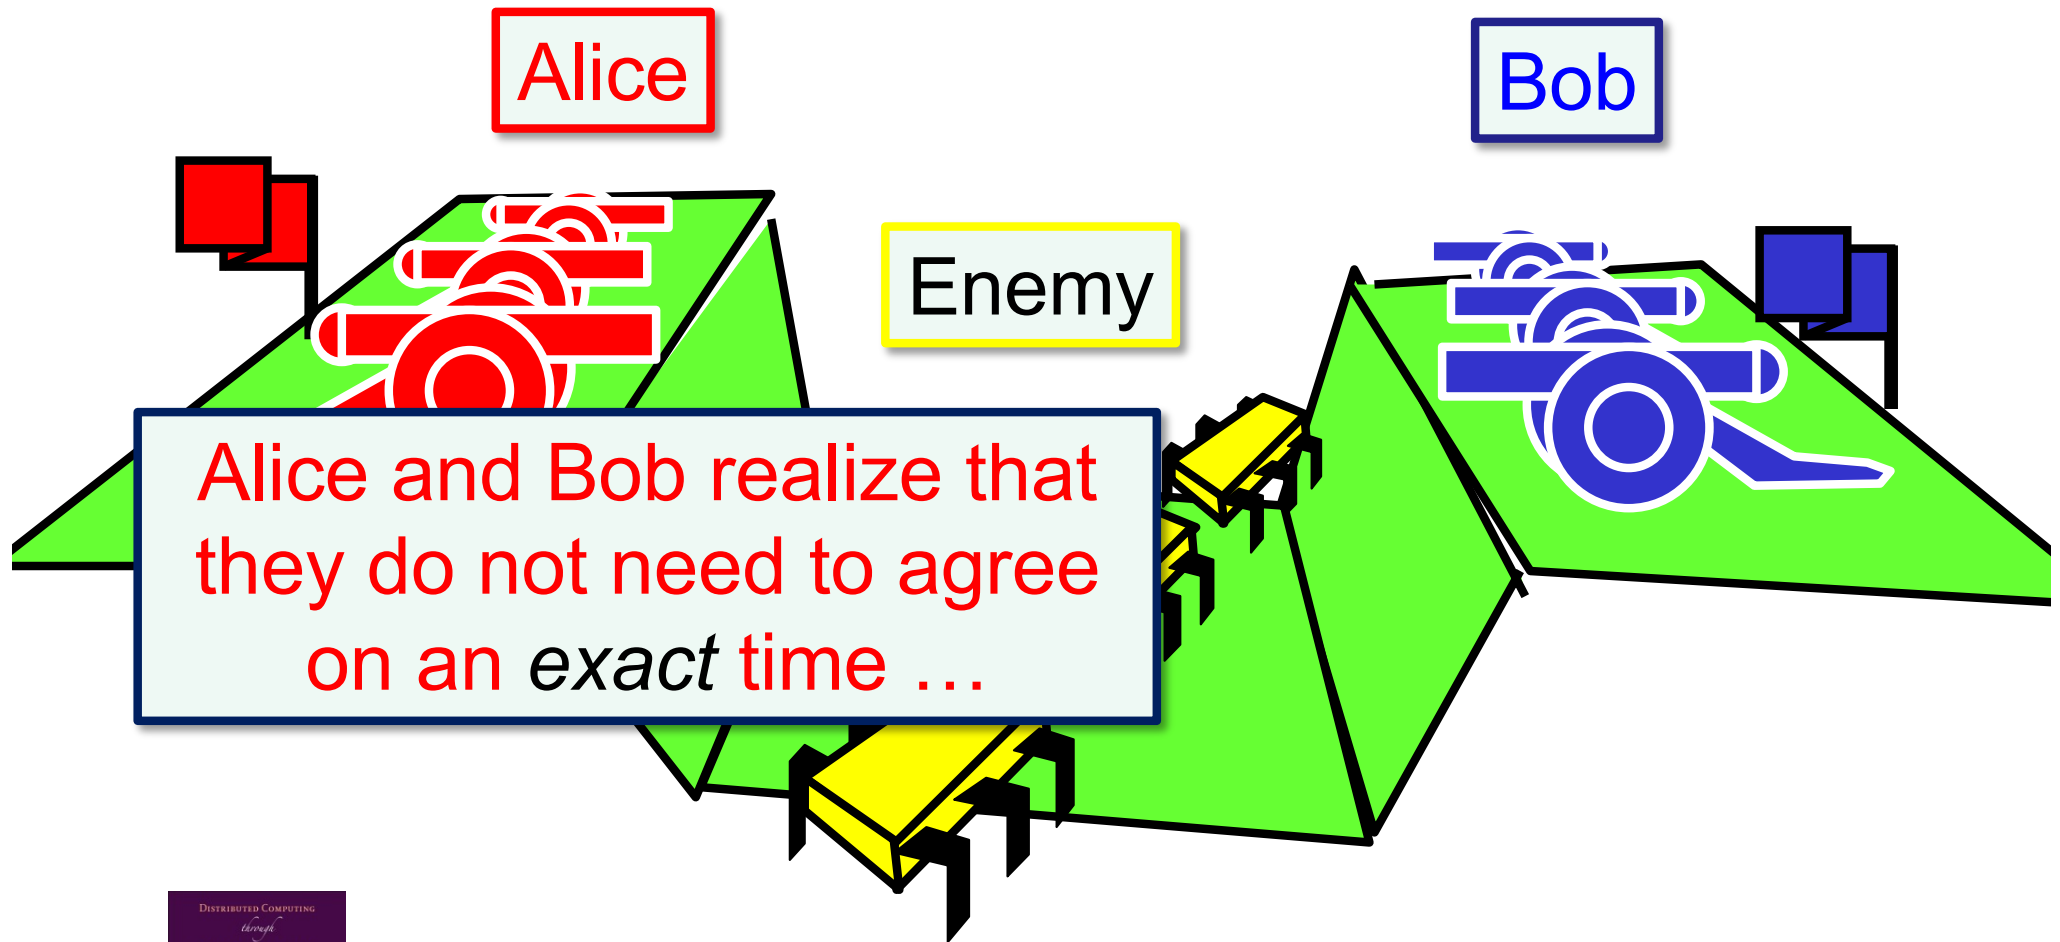 Alice
Bob
Enemy
Alice and Bob realize that
they do not need to agree
on an exact time …
DISTRIBUTED COMPUTING
through